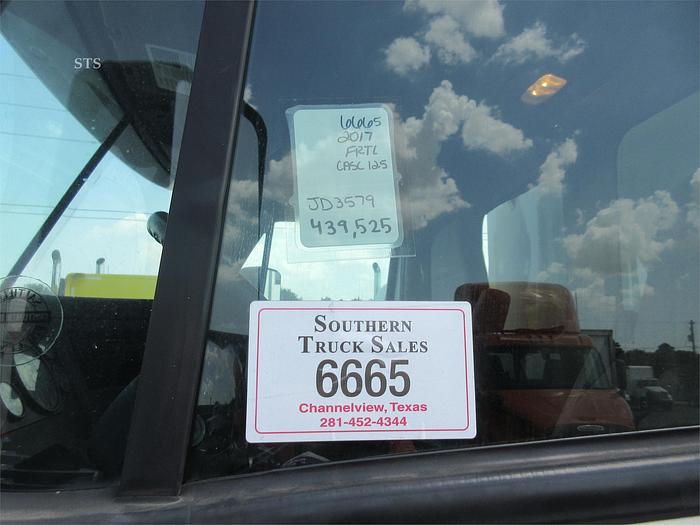 STS
6665
2017
FRTL
CASC 125
JD3579
439,525
SOUTHERN
TRUCK SALES
6665
Channelview, Texas
281-452-4344